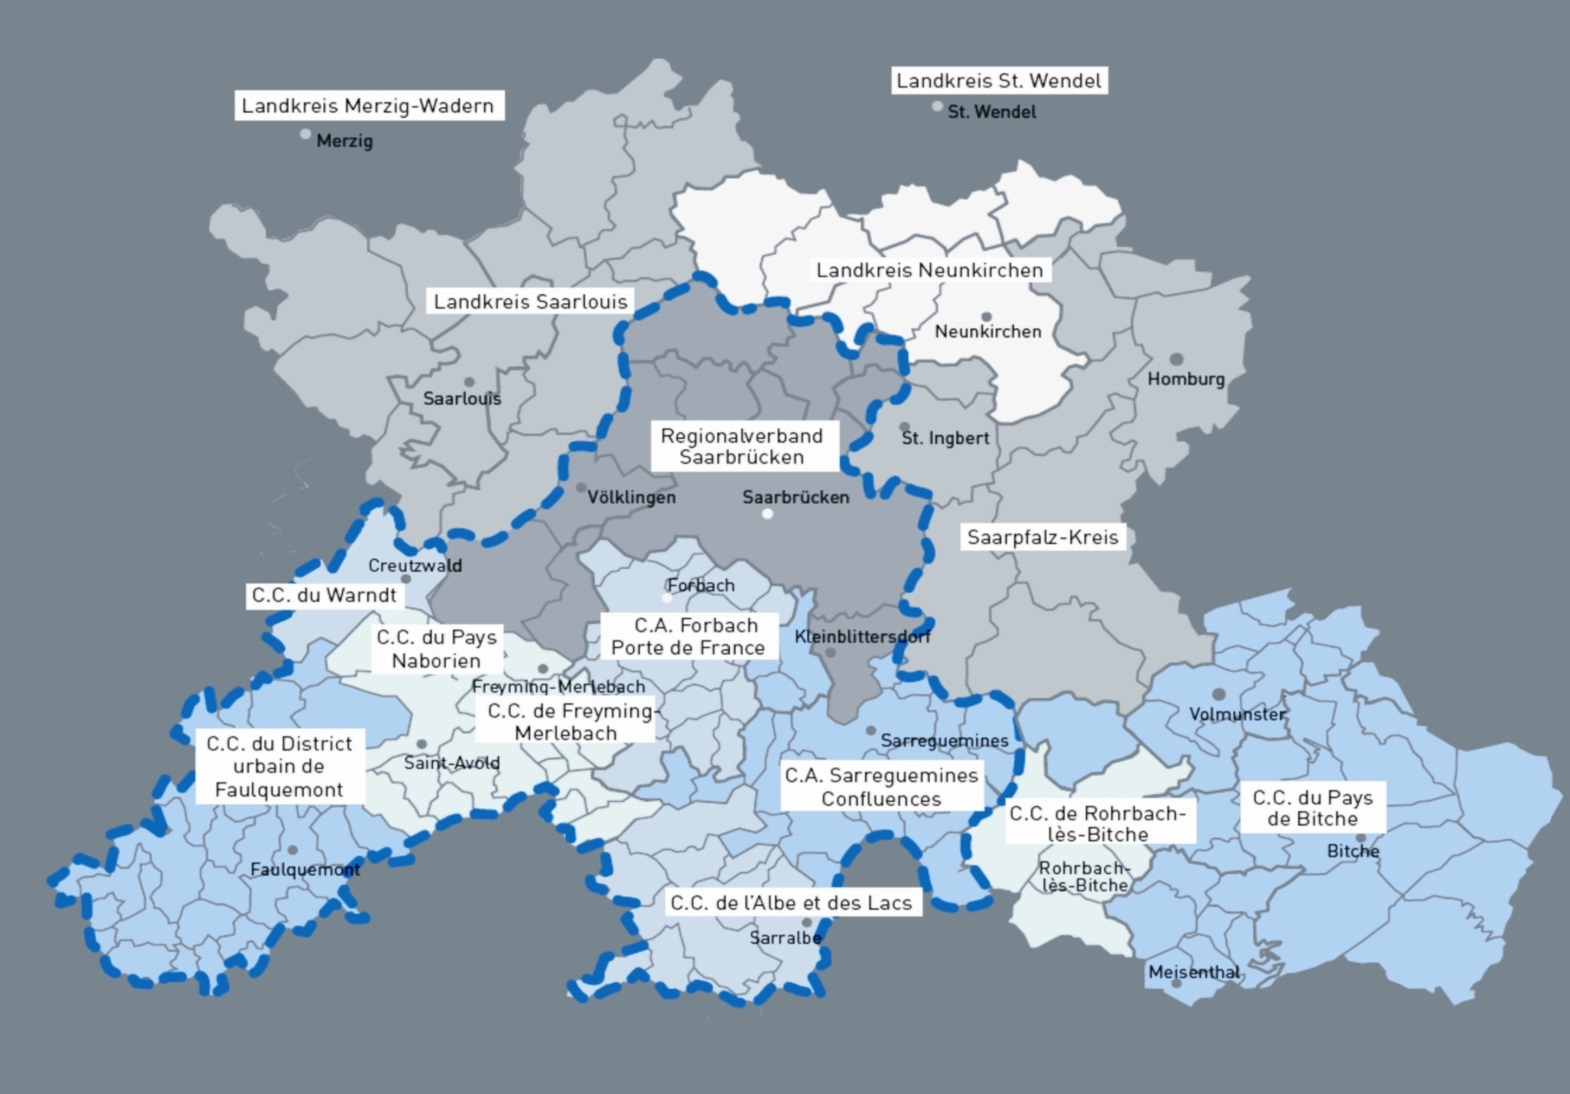 Landkreis St. Wendel
St. Wendel
Landkreis Merzig-Wadern
Merzig
Landkreis Neunkirchen
Neunkirchen
Landkreis Saarlouis
Saarlouis
Homburg
St. Ingbert
Regionalverband
Saarbrücken
Völklingen
Saarbrücken
Saarpfalz-Kreis
Creutzwald
C.C. du Warndt
Forbach
C.A. Forbach
Porte de France
Kleinblittersdorf
C.C. du Pays
Naborien
Freyming-Merlebach
C.C. de Freyming-
Merlebach
Saint-Avold
C.C. du District
urbain de
Faulquemont
Faulquemont
Sarreguemines
C.A. Sarreguemines
Confluences
Volmunster
C.C. de Rohrbach-
lès-Bitche
Rohrbach-
lès-Bitche
C.C. du Pays
de Bitche
Bitche
C.C. de l'Albe et des Lacs
Sarralbe
Meisenthal